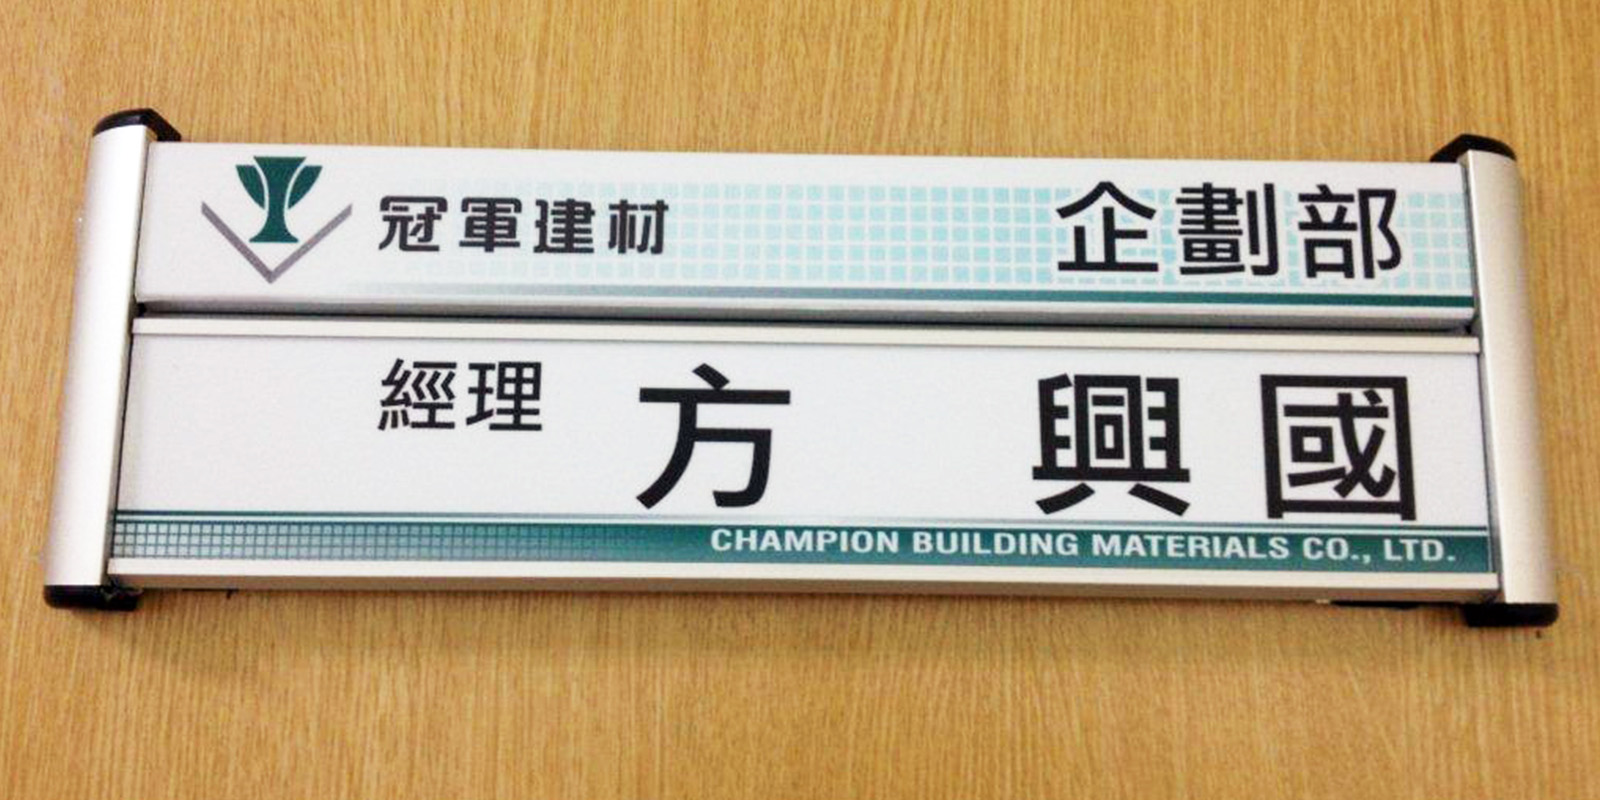 冠軍建材 企劃部
經理 方 興 國
CHAMPION BUILDING MATERIALS CO., LTD.